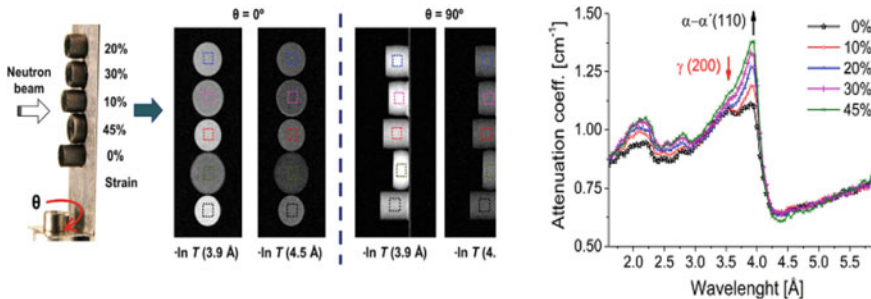 θ = 0º
θ = 90º
20%
30%
10%
45%
0%
Strain
Neutron
beam
θ
-ln T (3.9 Å)
-ln T (4.5 Å)
-ln T (3.9 Å)
-ln T (4.
Attenuation coeff. [cm⁻¹]
1.50
1.25
1.00
0.75
0.50
α–α´(110)
γ (200)
0%
10%
20%
30%
45%
2.0 2.5 3.0 3.5 4.0 4.5 5.0 5.5
Wavelenght [Å]